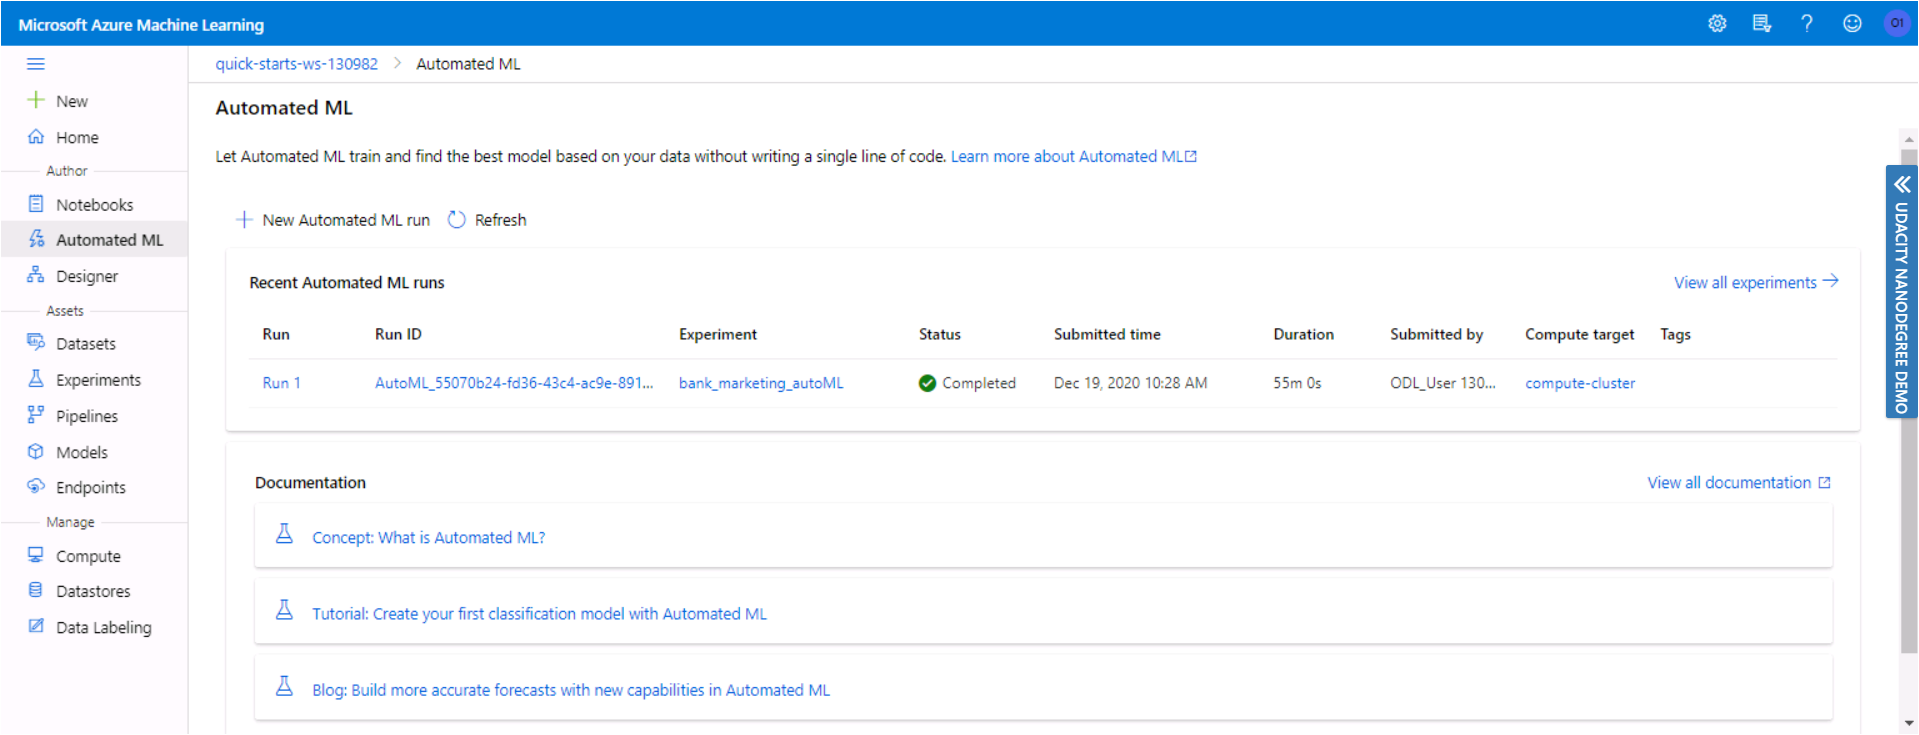 Microsoft Azure Machine Learning
O1
quick-starts-ws-130982 > Automated ML
New
Home
Author
Notebooks
Automated ML
Designer
Assets
Datasets
Experiments
Pipelines
Models
Endpoints
Manage
Compute
Datastores
Data Labeling
Automated ML
Let Automated ML train and find the best model based on your data without writing a single line of code. Learn more about Automated ML
New Automated ML run Refresh
Recent Automated ML runs View all experiments
Run Run ID Experiment Status Submitted time Duration Submitted by Compute target Tags
Run 1 AutoML_55070b24-fd36-43c4-ac9e-891... bank_marketing_autoML Completed Dec 19, 2020 10:28 AM 55m 0s ODL_User 130... compute-cluster
Documentation View all documentation
Concept: What is Automated ML?
Tutorial: Create your first classification model with Automated ML
Blog: Build more accurate forecasts with new capabilities in Automated ML
UDACITY NANODEGREE DEMO